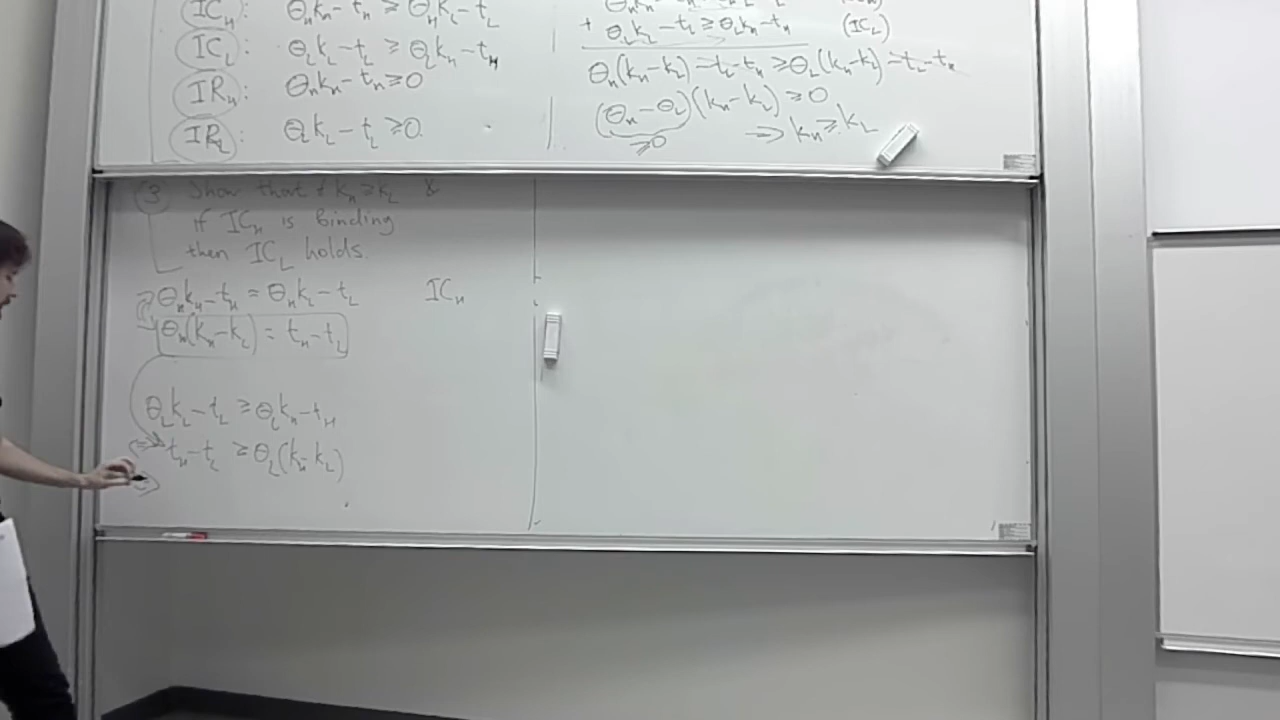 IC_H: θ_H k_H - t_H ≥ θ_H k_L - t_L
IC_L: θ_L k_L - t_L ≥ θ_L k_H - t_H
IR_H: θ_H k_H - t_H ≥ 0
IR_L: θ_L k_L - t_L ≥ 0.
+ θ_L k_L - t_L ≥ θ_L k_H - t_H (IC_L)
θ_H(k_H - k_L) - t_L - t_H ≥ θ_L(k_H - k_L) - t_L - t_H
(θ_H - θ_L)(k_H - k_L) ≥ 0
≥0 ⇒ k_H ≥ k_L
③ Show that if k_H ≥ k_L &
if IC_H is binding
then IC_L holds.
θ_H k_H - t_H = θ_H k_L - t_L IC_H
θ_H(k_H - k_L) = t_H - t_L
θ_L k_L - t_L ≥ θ_L k_H - t_H
t_H - t_L ≥ θ_L(k_H - k_L)